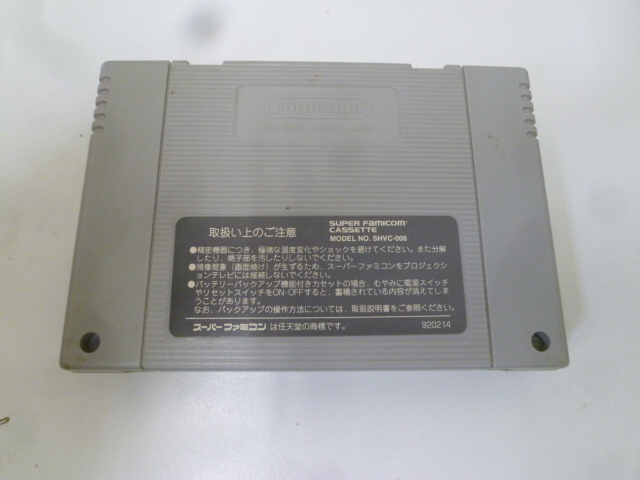 Nintendo
取扱い上のご注意
SUPER FAMICOM
CASSETTE
MODEL NO. SHVC-006
●精密機器につき、極端な温度変化やショックを避けてください。また分解
したり、端子部を汚したりしないでください。
●残像現象(画面焼け)が生ずるため、スーパーファミコンをプロジェクショ
ンテレビには接続しないでください。
●バッテリーバックアップ機能付きカセットの場合、むやみに電源スイッチ
やリセットスイッチをON・OFFすると、蓄積されている内容が消えてしま
うことがあります。
なお、バックアップの操作方法については、取扱説明書をご参照ください。
スーパーファミコン は任天堂の商標です。
920214